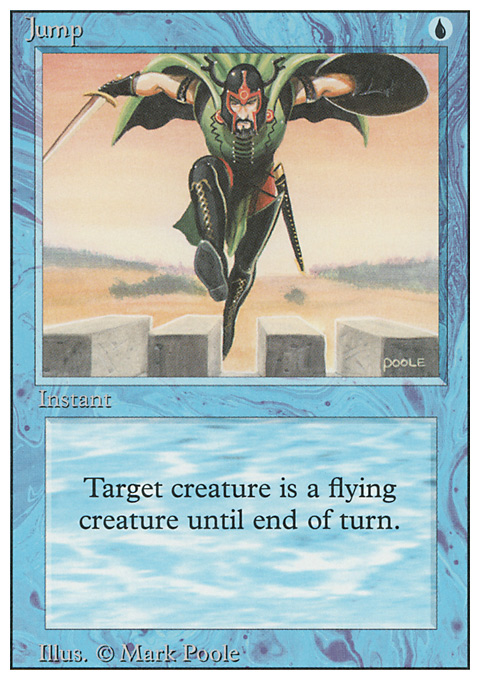 Jump
POOLE
Instant
Target creature is a flying
creature until end of turn.
Illus. © Mark Poole